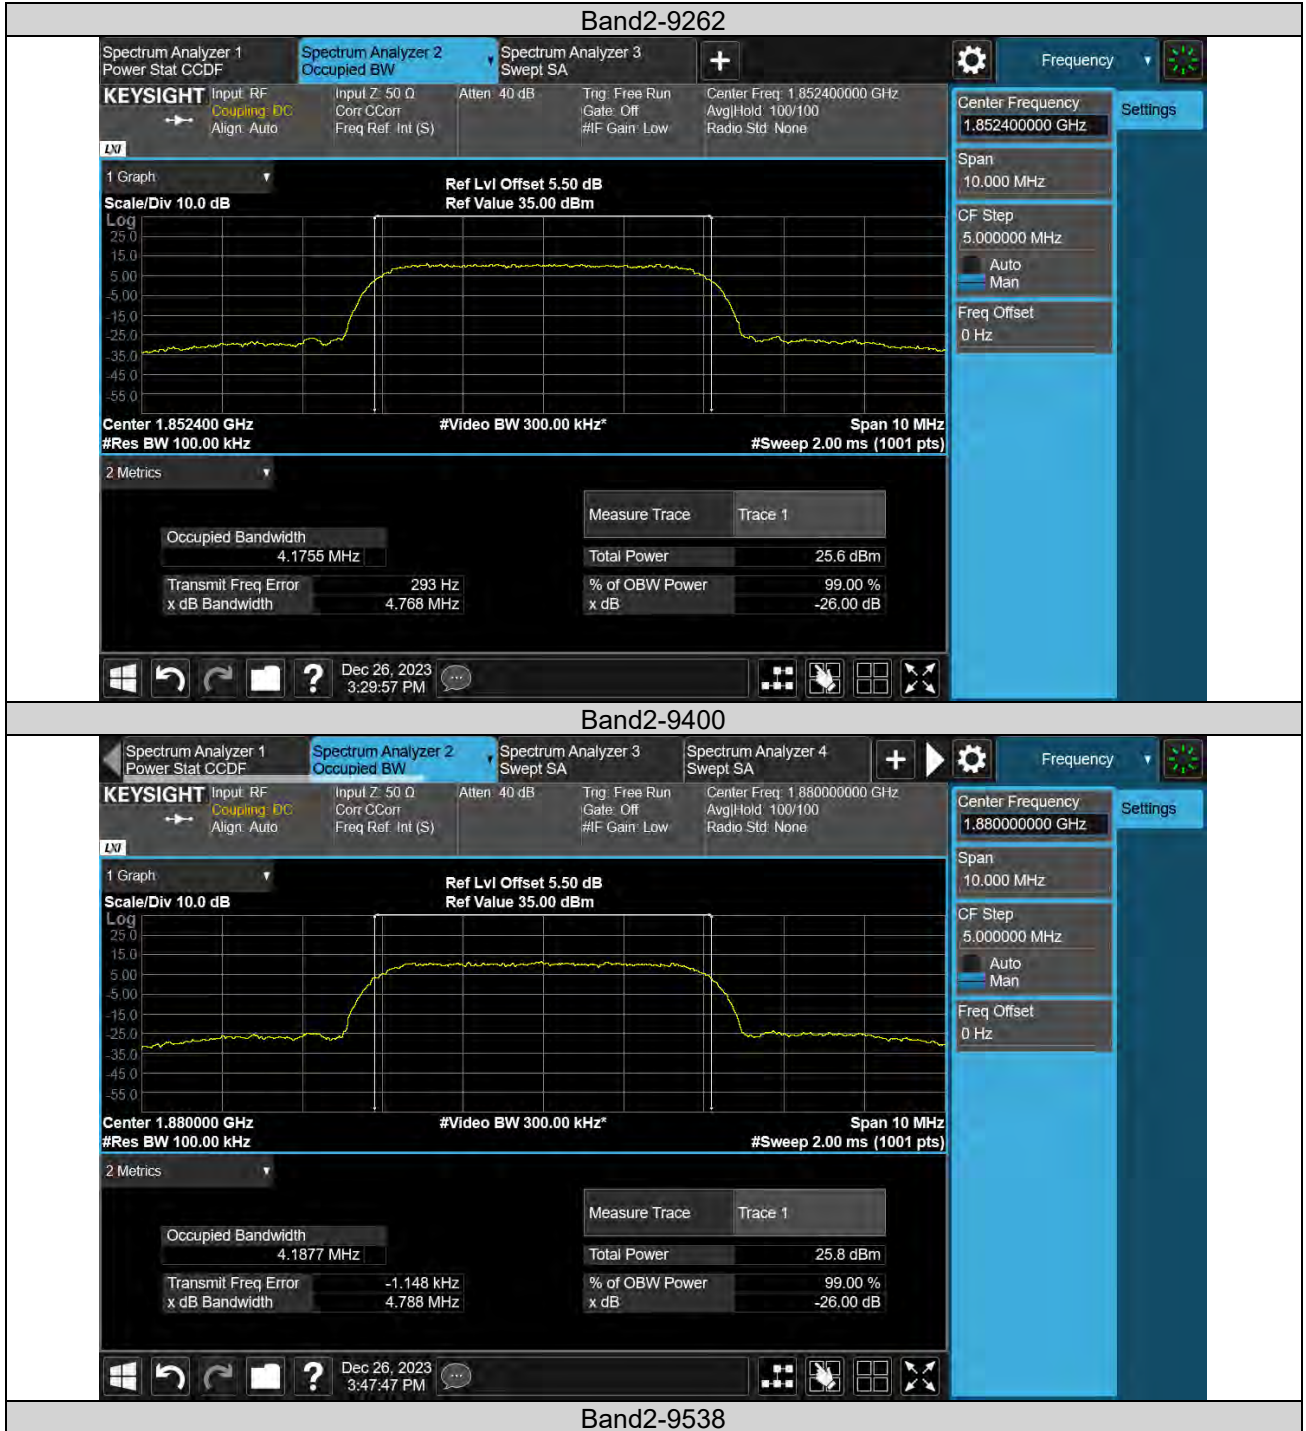 Band2-9262
Spectrum Analyzer 1
Power Stat CCDF
Spectrum Analyzer 2
Occupied BW
Spectrum Analyzer 3
Swept SA
Frequency
KEYSIGHT
Input: RF
Coupling: DC
Align: Auto
Input Z: 50 Ω
Corr CCorr
Freq Ref: Int (S)
Atten: 40 dB
Trig: Free Run
Gate: Off
#IF Gain: Low
Center Freq: 1.852400000 GHz
Avg|Hold: 100/100
Radio Std: None
LXI
Center Frequency
1.852400000 GHz
Settings
Span
10.000 MHz
CF Step
5.000000 MHz
Auto
Man
Freq Offset
0 Hz
1 Graph
Scale/Div 10.0 dB
Ref Lvl Offset 5.50 dB
Ref Value 35.00 dBm
Log
25.0
15.0
5.00
-5.00
-15.0
-25.0
-35.0
-45.0
-55.0
Center 1.852400 GHz
#Video BW 300.00 kHz*
Span 10 MHz
#Res BW 100.00 kHz
#Sweep 2.00 ms (1001 pts)
2 Metrics
Measure Trace
Trace 1
Occupied Bandwidth
4.1755 MHz
Total Power
25.6 dBm
Transmit Freq Error
293 Hz
% of OBW Power
99.00 %
x dB Bandwidth
4.768 MHz
x dB
-26.00 dB
Dec 26, 2023
3:29:57 PM
Band2-9400
Spectrum Analyzer 1
Power Stat CCDF
Spectrum Analyzer 2
Occupied BW
Spectrum Analyzer 3
Swept SA
Spectrum Analyzer 4
Swept SA
Frequency
KEYSIGHT
Input: RF
Coupling: DC
Align: Auto
Input Z: 50 Ω
Corr CCorr
Freq Ref: Int (S)
Atten: 40 dB
Trig: Free Run
Gate: Off
#IF Gain: Low
Center Freq: 1.880000000 GHz
Avg|Hold: 100/100
Radio Std: None
LXI
Center Frequency
1.880000000 GHz
Settings
Span
10.000 MHz
CF Step
5.000000 MHz
Auto
Man
Freq Offset
0 Hz
1 Graph
Scale/Div 10.0 dB
Ref Lvl Offset 5.50 dB
Ref Value 35.00 dBm
Log
25.0
15.0
5.00
-5.00
-15.0
-25.0
-35.0
-45.0
-55.0
Center 1.880000 GHz
#Video BW 300.00 kHz*
Span 10 MHz
#Res BW 100.00 kHz
#Sweep 2.00 ms (1001 pts)
2 Metrics
Measure Trace
Trace 1
Occupied Bandwidth
4.1877 MHz
Total Power
25.8 dBm
Transmit Freq Error
-1.148 kHz
% of OBW Power
99.00 %
x dB Bandwidth
4.788 MHz
x dB
-26.00 dB
Dec 26, 2023
3:47:47 PM
Band2-9538